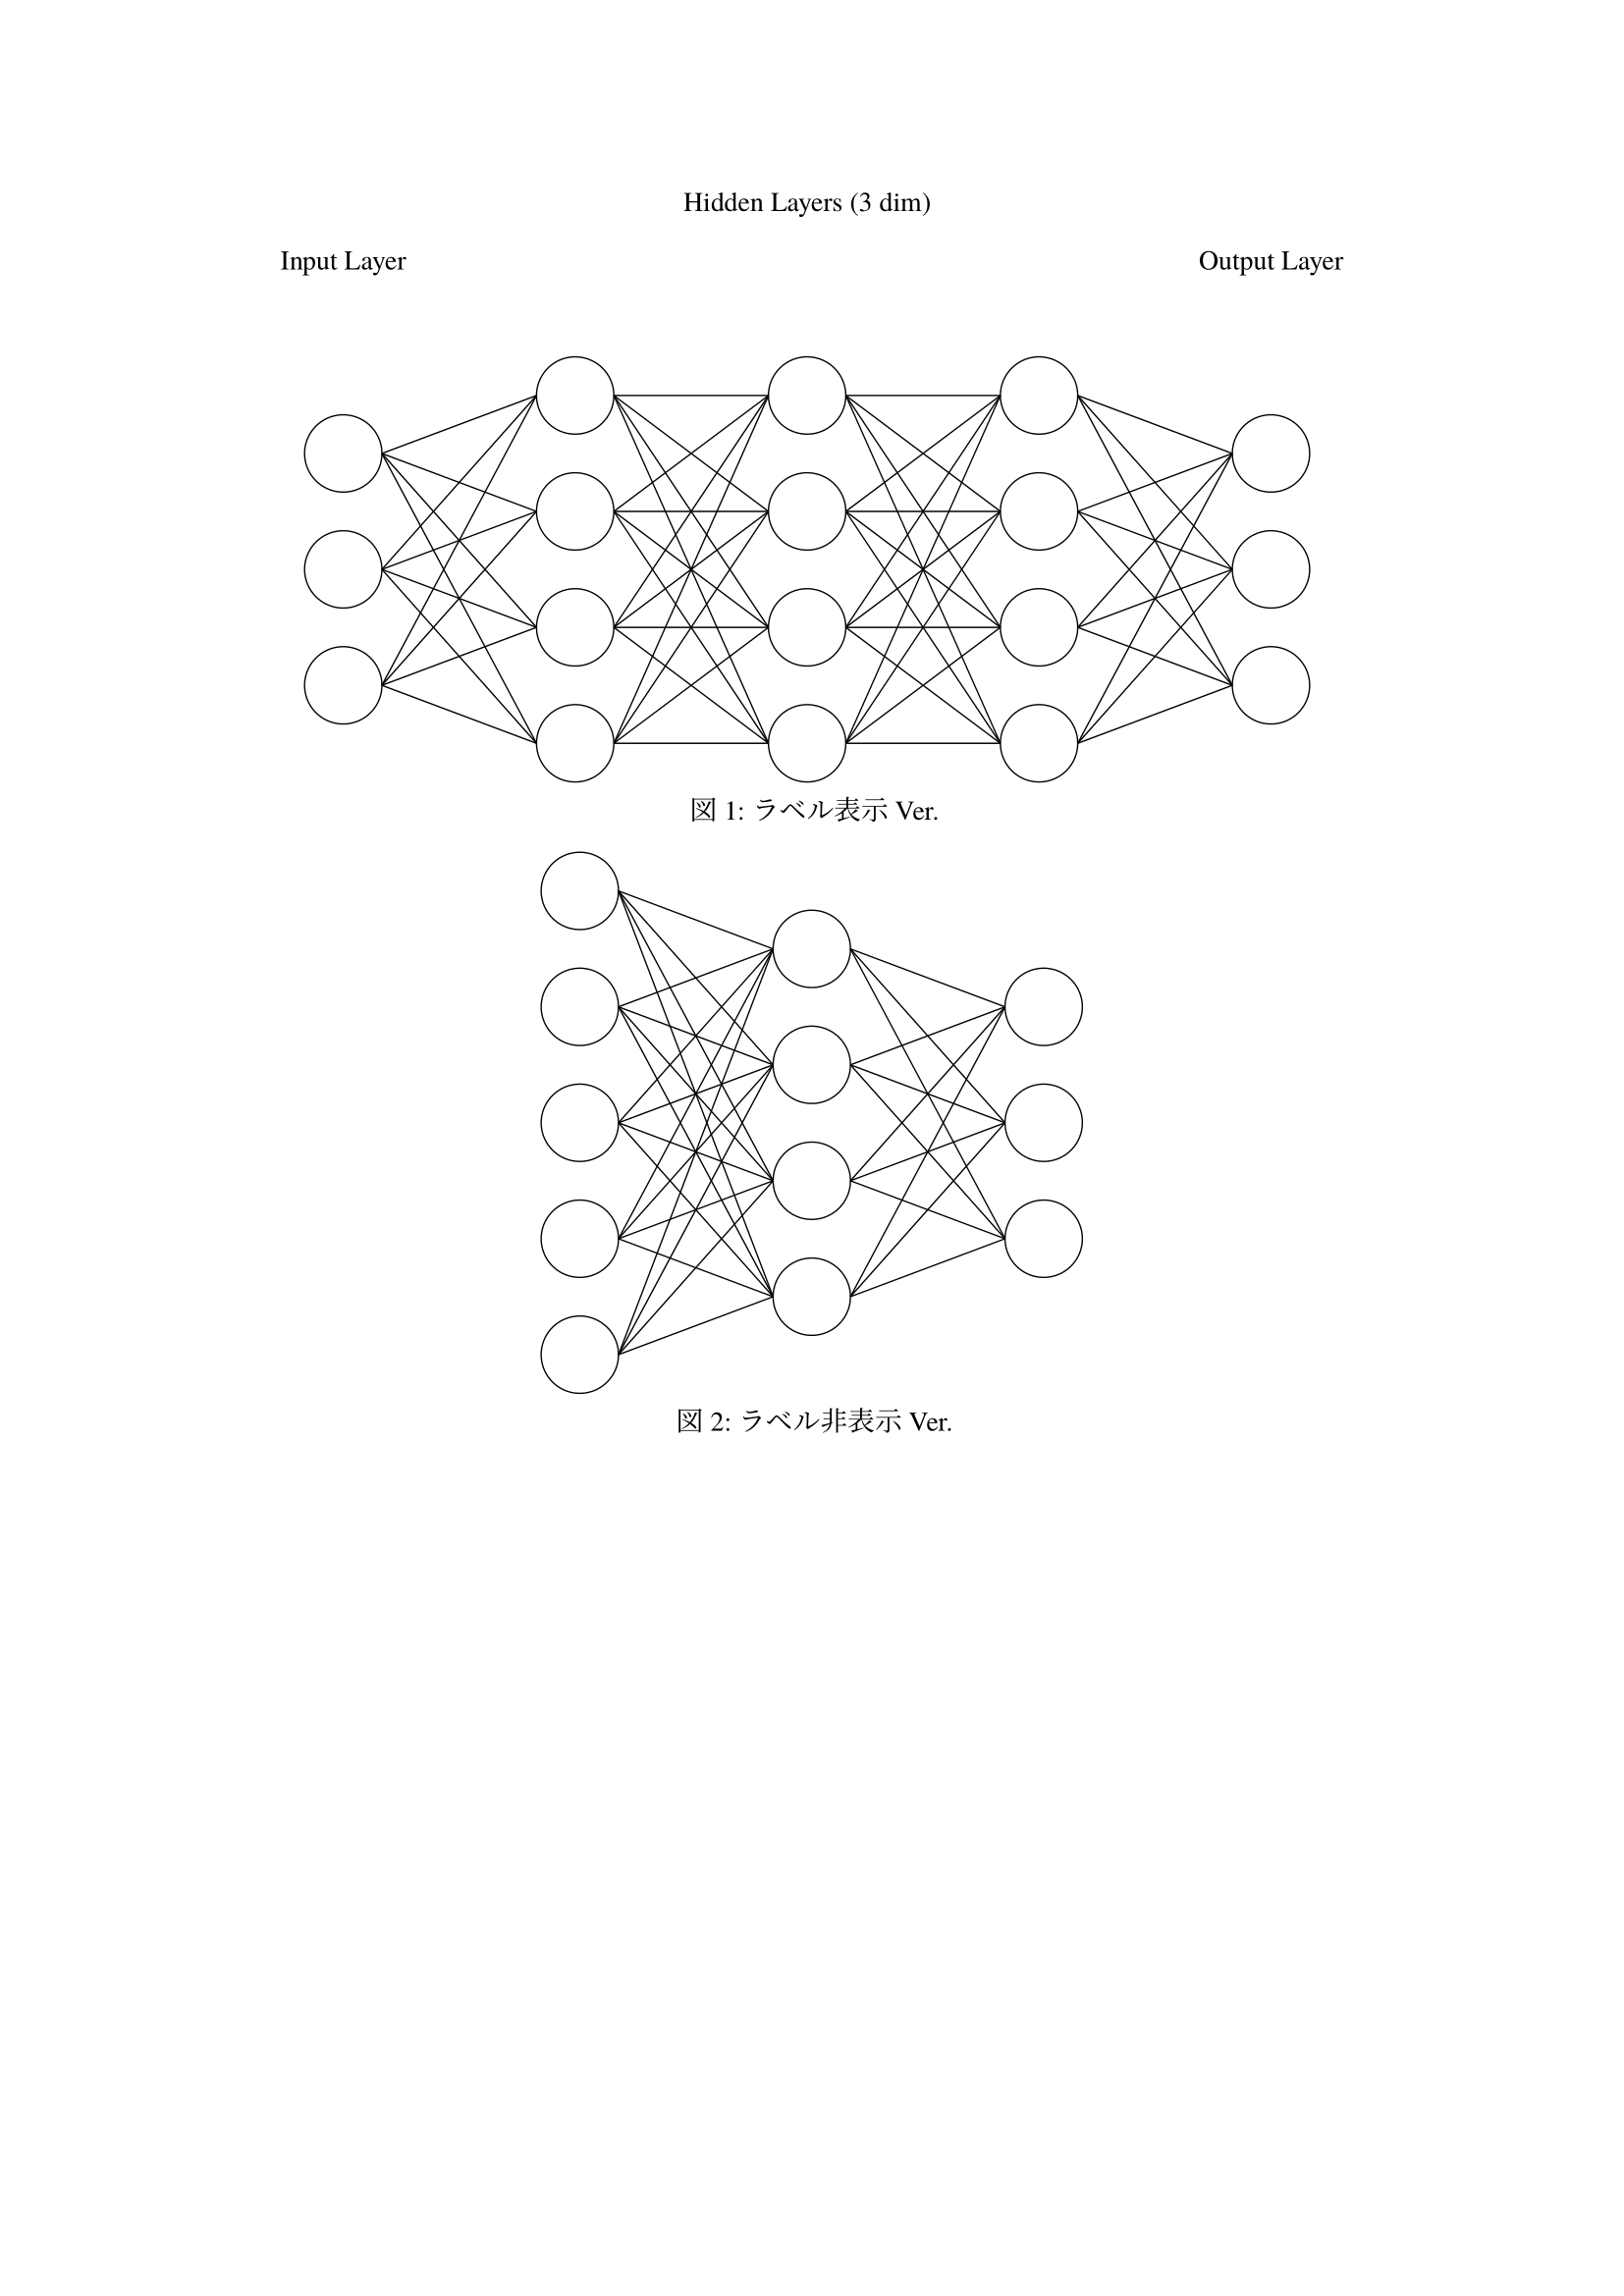 Hidden Layers (3 dim)
Input Layer
Output Layer
図 1: ラベル表示 Ver.
図 2: ラベル非表示 Ver.